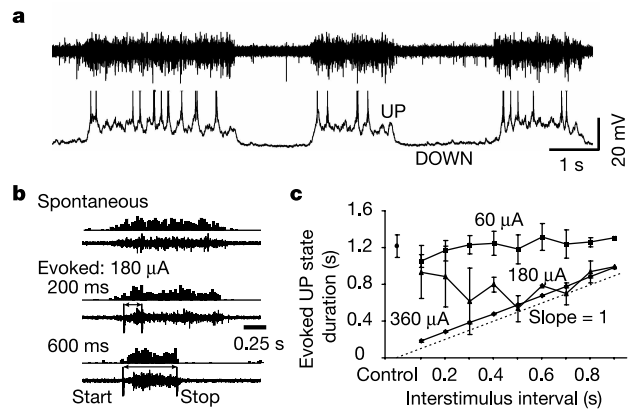 a
UP
DOWN
1 s
20 mV
b
Spontaneous
Evoked: 180 µA
200 ms
600 ms
0.25 s
Start
Stop
c
Evoked UP state
duration (s)
1.6
1.2
0.8
0.4
0
60 µA
180 µA
360 µA
Slope = 1
Control
0.2
0.4
0.6
0.8
Interstimulus interval (s)